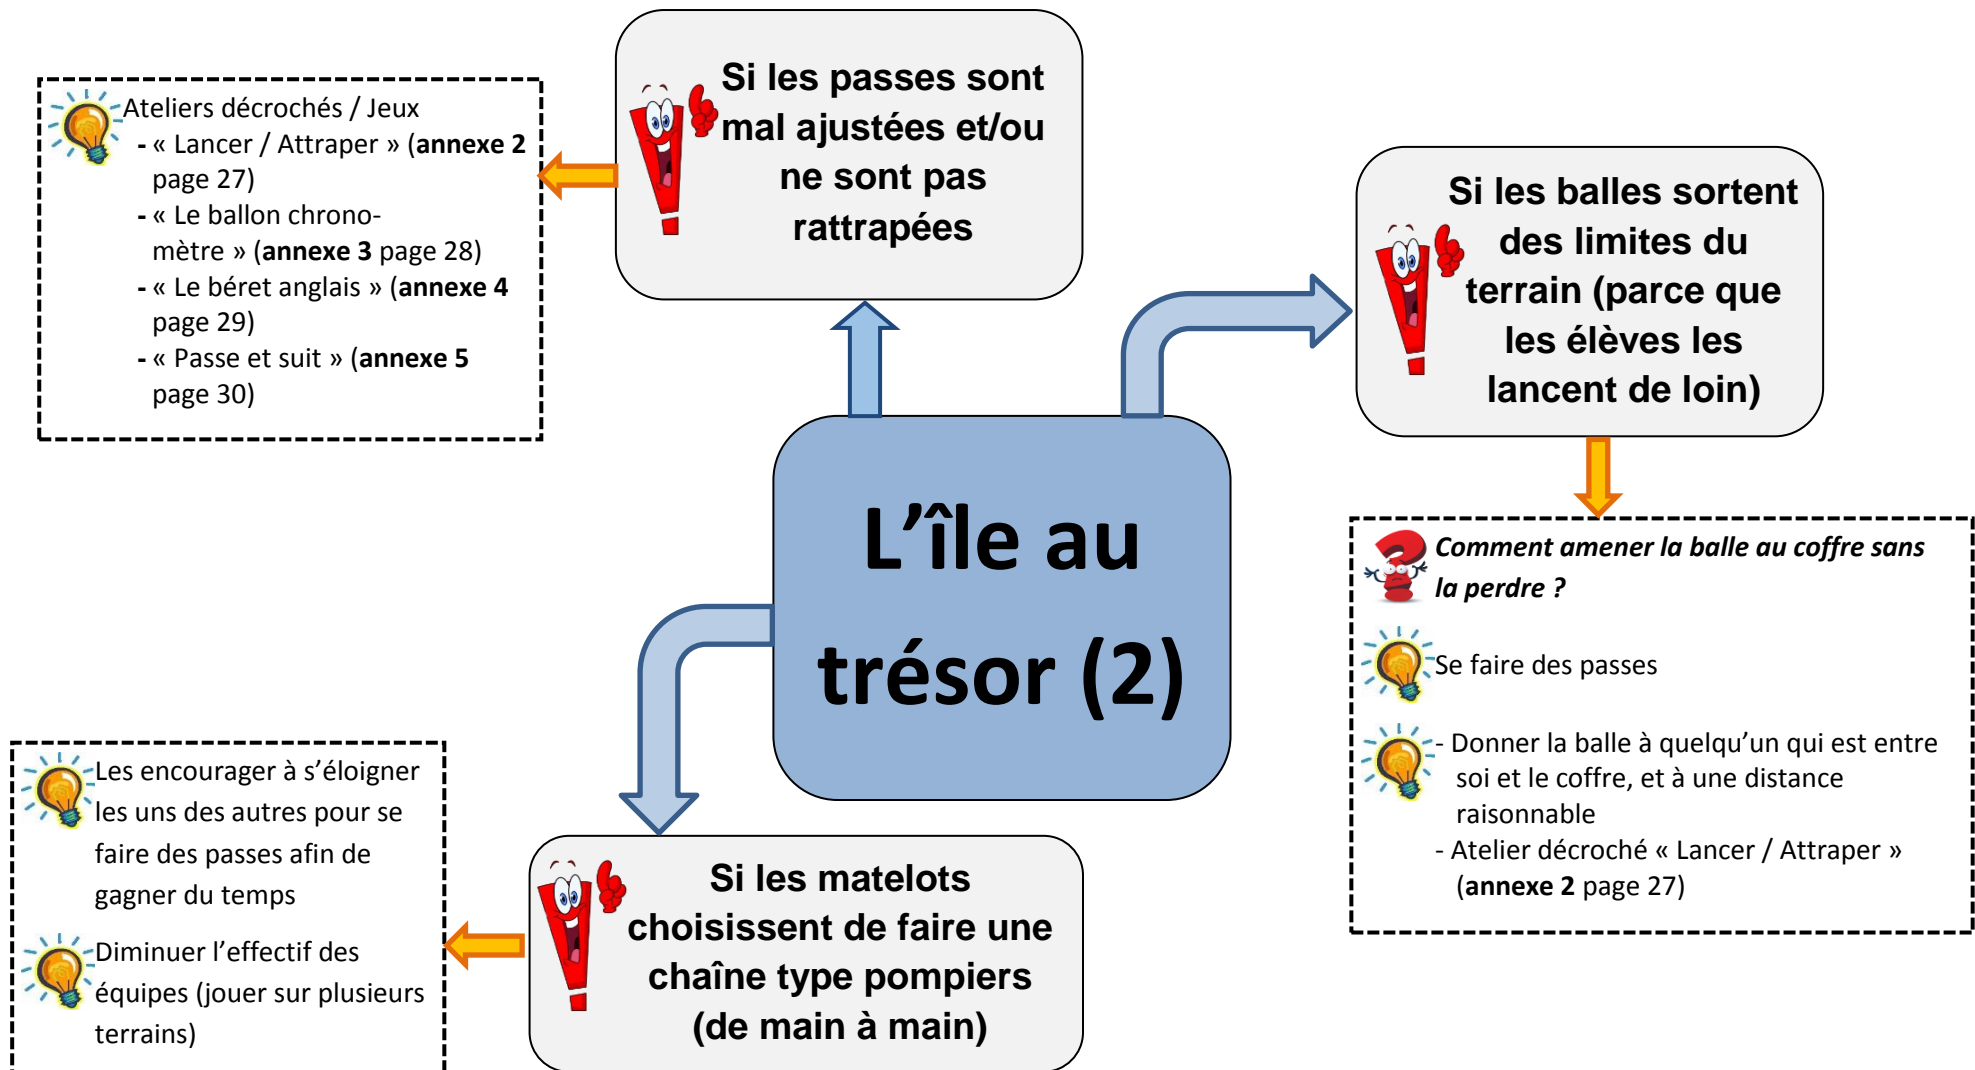 Si les passes sont
mal ajustées et/ou
ne sont pas
rattrapées
Ateliers décrochés / Jeux
- « Lancer / Attraper » (annexe 2
page 27)
- « Le ballon chrono-
mètre » (annexe 3 page 28)
- « Le béret anglais » (annexe 4
page 29)
- « Passe et suit » (annexe 5
page 30)
Si les balles sortent
des limites du
terrain (parce que
les élèves les
lancent de loin)
L’île au
trésor (2)
Comment amener la balle au coffre sans
la perdre ?
Se faire des passes
- Donner la balle à quelqu’un qui est entre
soi et le coffre, et à une distance
raisonnable
- Atelier décroché « Lancer / Attraper »
(annexe 2 page 27)
Les encourager à s’éloigner
les uns des autres pour se
faire des passes afin de
gagner du temps
Diminuer l’effectif des
équipes (jouer sur plusieurs
terrains)
Si les matelots
choisissent de faire une
chaîne type pompiers
(de main à main)